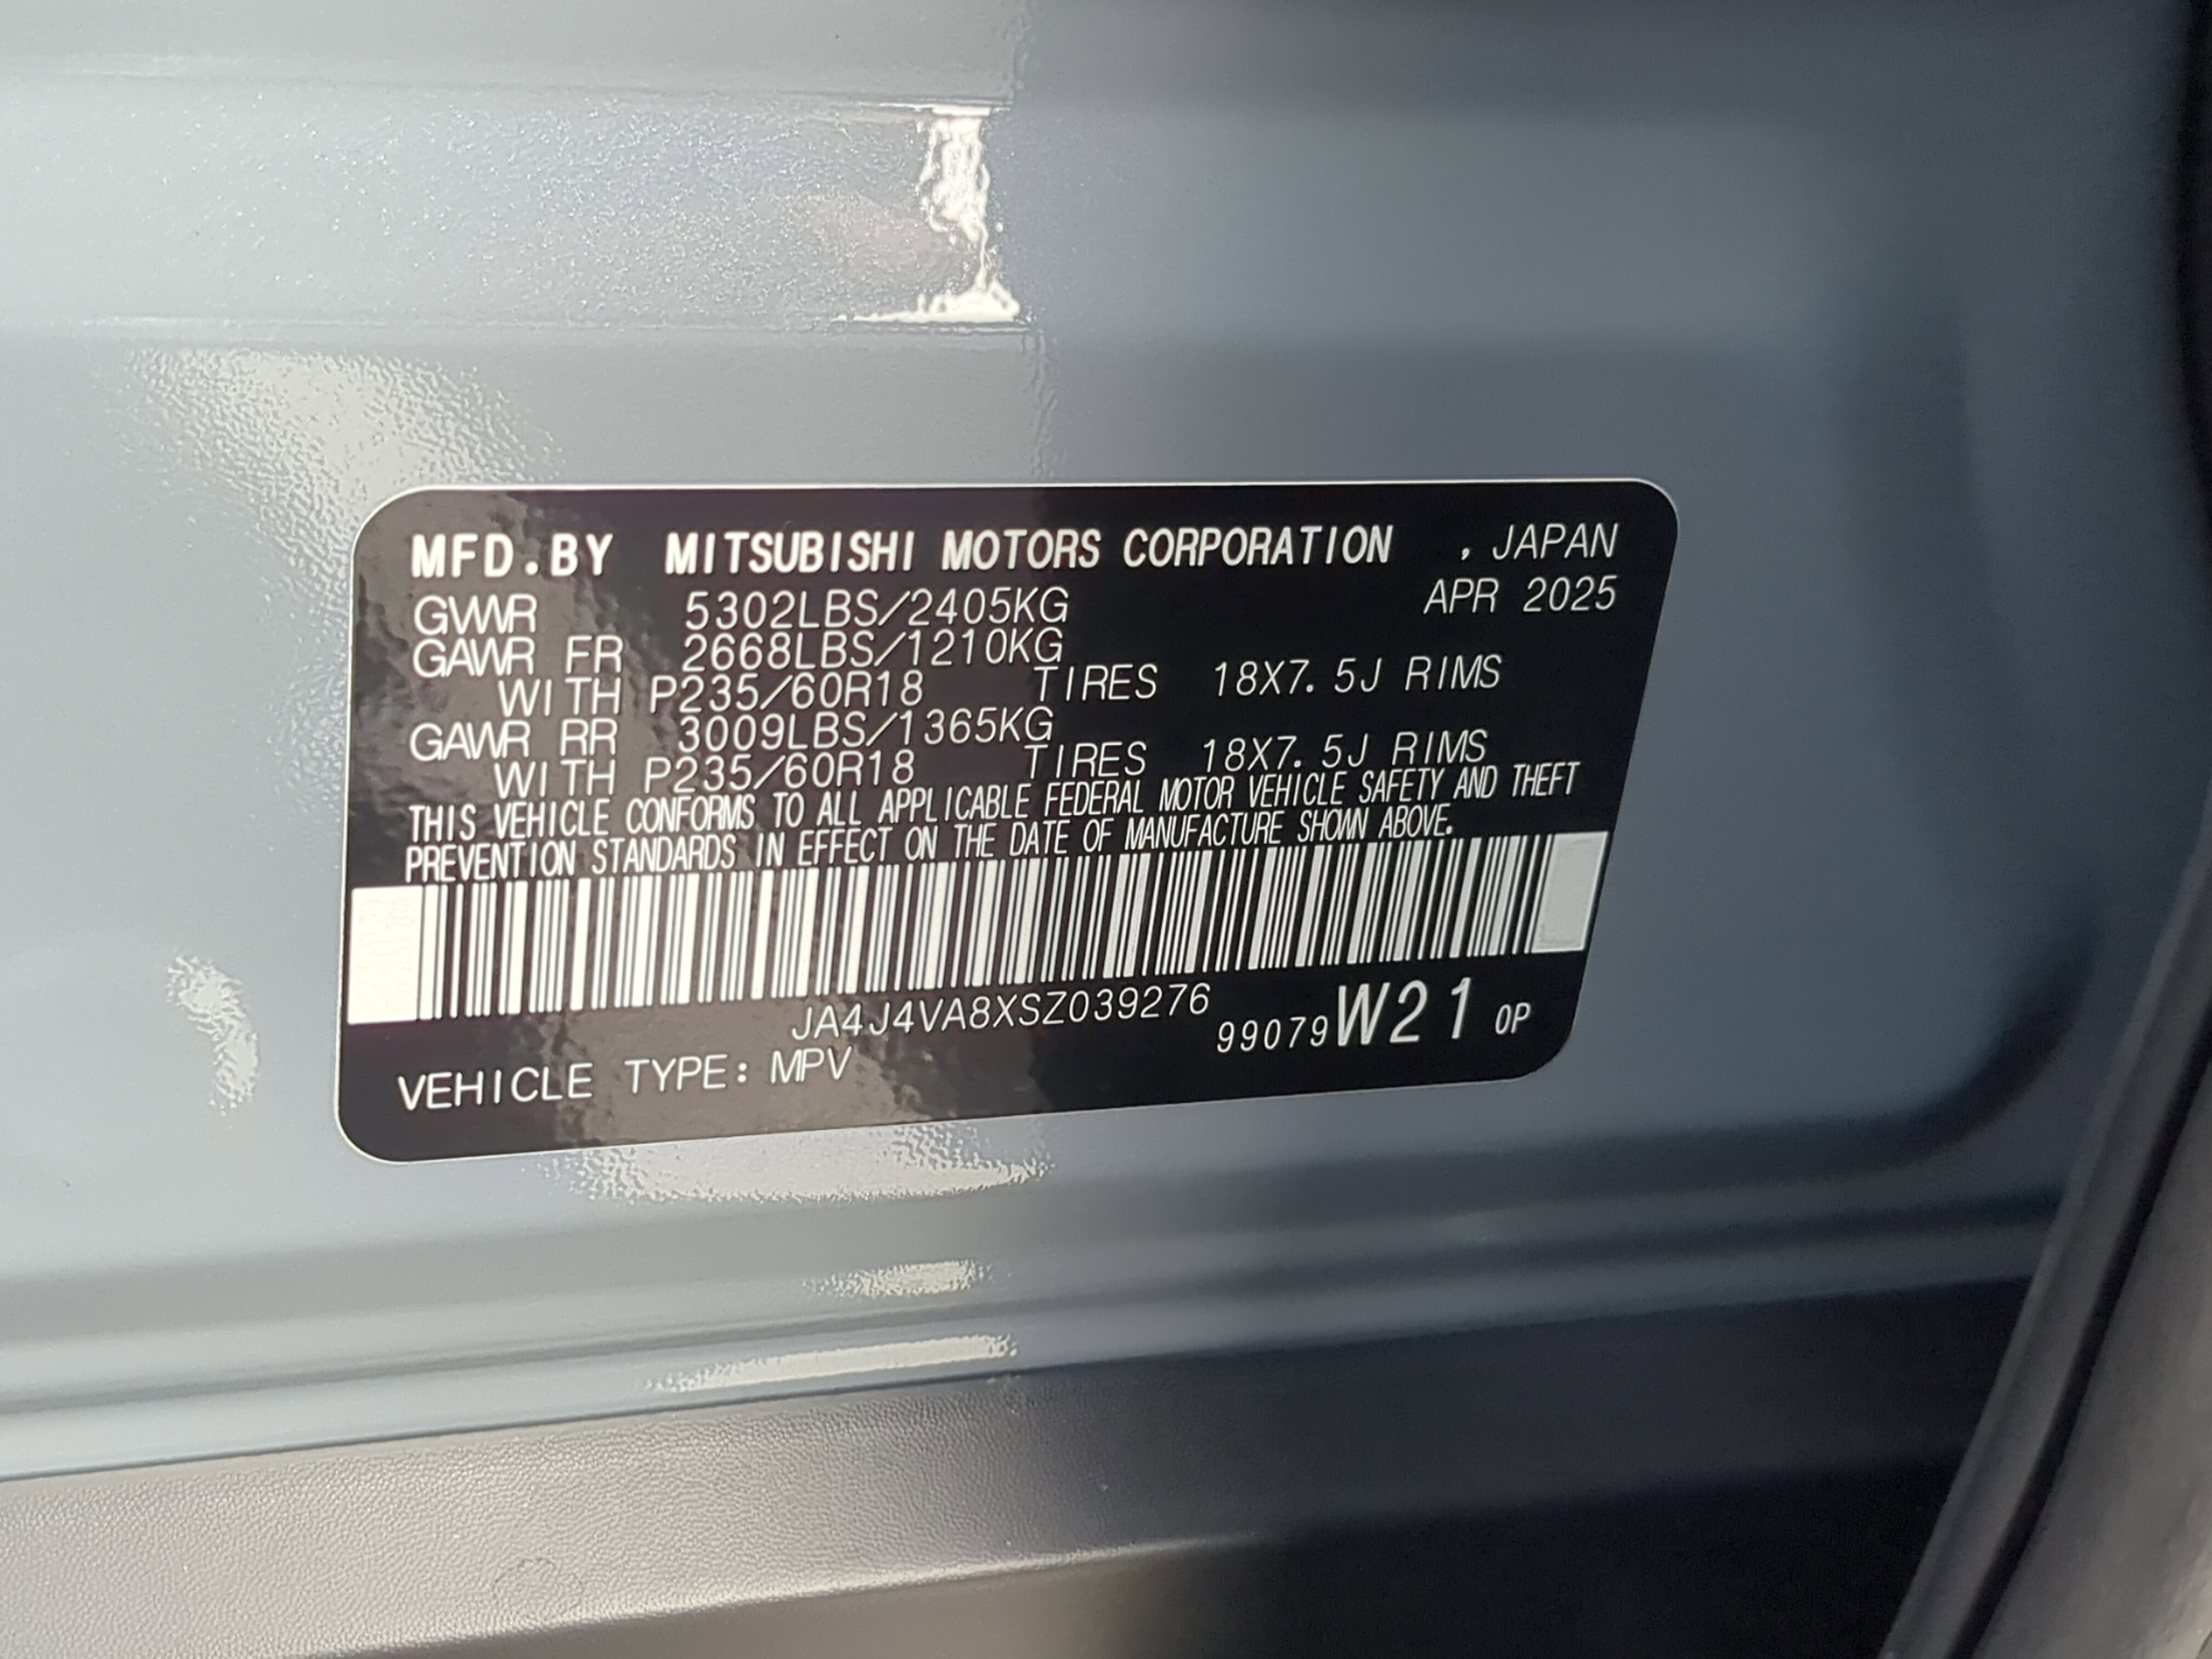 MFD.BY MITSUBISHI MOTORS CORPORATION , JAPAN
GVWR 5302LBS/2405KG APR 2025
GAWR FR 2668LBS/1210KG
WITH P235/60R18 TIRES 18X7.5J RIMS
GAWR RR 3009LBS/1365KG
WITH P235/60R18 TIRES 18X7.5J RIMS
THIS VEHICLE CONFORMS TO ALL APPLICABLE FEDERAL MOTOR VEHICLE SAFETY AND THEFT
PREVENTION STANDARDS IN EFFECT ON THE DATE OF MANUFACTURE SHOWN ABOVE.
JA4J4VA8XSZ039276
99079 W21 0P
VEHICLE TYPE: MPV